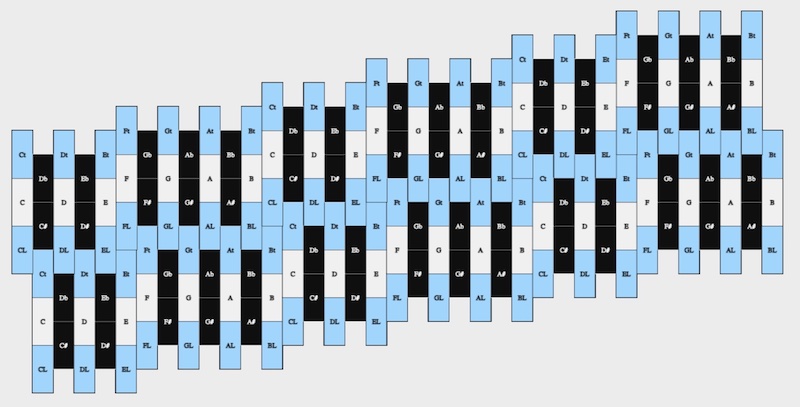 Ft Gt At Bt
Ct Dt Et Gb Ab Bb
Ft Gt At Bt Db Eb F G A B
Ct Dt Et Gb Ab Bb C D E F# G# A#
Ft Gt At Bt Db Eb F G A B C# D# FL GL AL BL
Ct Dt Et Gb Ab Bb C D E F# G# A# CL DL EL Ft Gt At Bt
Db Eb F G A B C# D# FL GL AL BL Ct Dt Et Gb Ab Bb
C D E F# G# A# CL DL EL Ft Gt At Bt Db Eb F G A B
C# D# FL GL AL BL Ct Dt Et Gb Ab Bb C D E F# G# A#
CL DL EL Ft Gt At Bt Db Eb F G A B C# D# FL GL AL BL
Ct Dt Et Gb Ab Bb C D E F# G# A# CL DL EL
Db Eb F G A B C# D# FL GL AL BL
C D E F# G# A# CL DL EL
C# D# FL GL AL BL
CL DL EL